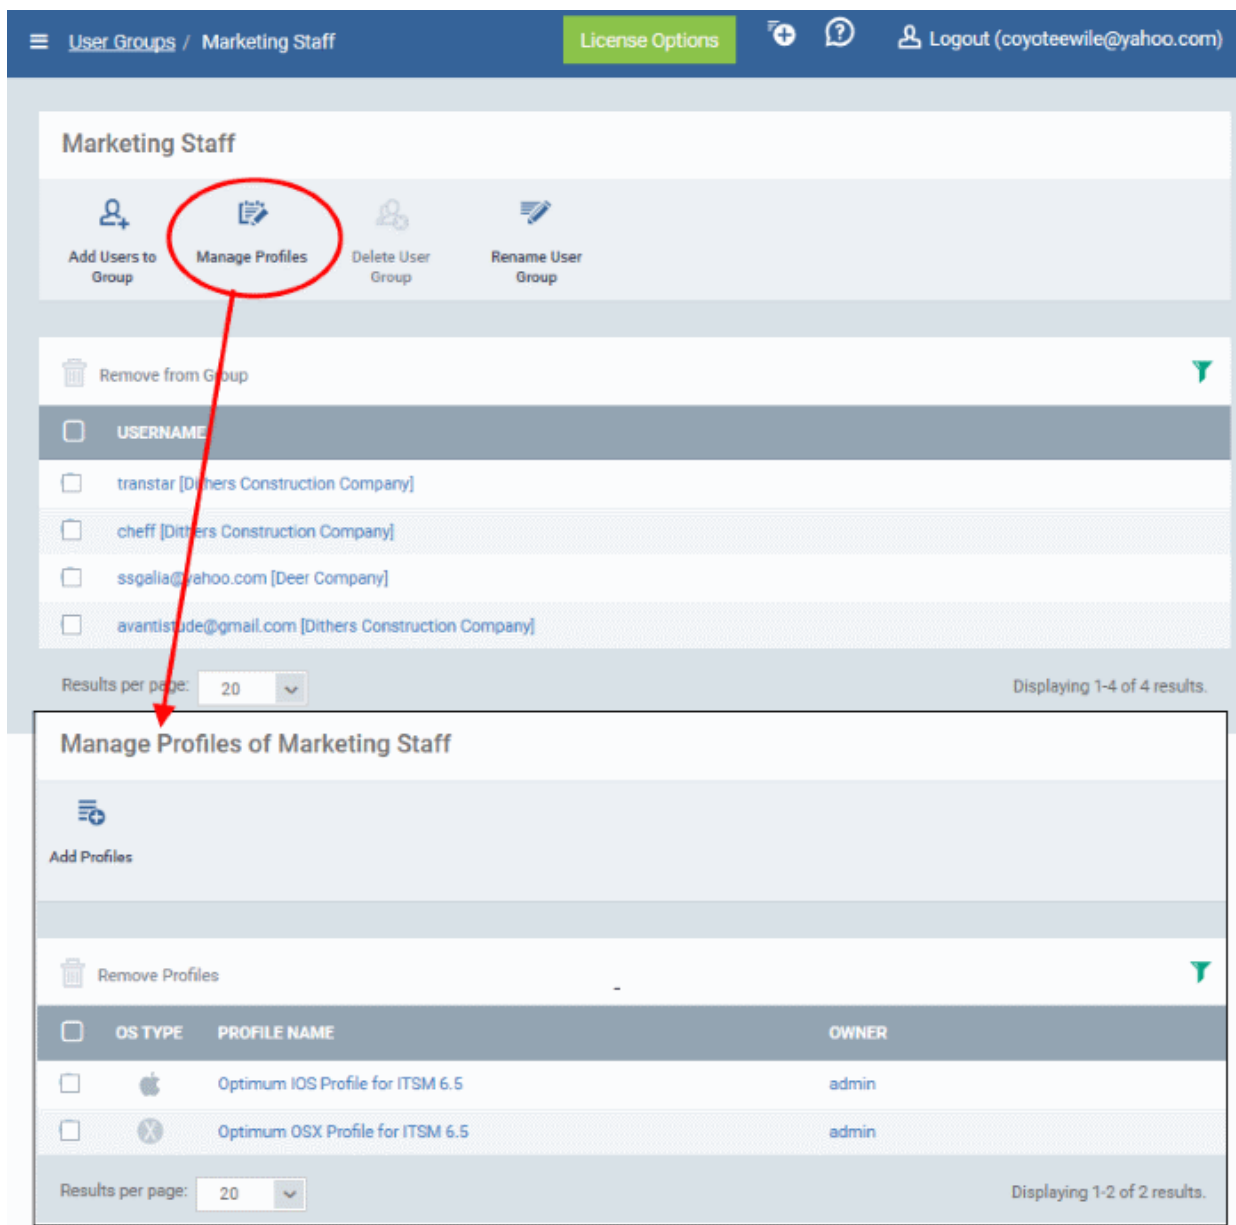 User Groups / Marketing Staff
License Options
Logout (coyoteewile@yahoo.com)
Marketing Staff
Add Users to
Group
Manage Profiles
Delete User
Group
Rename User
Group
Remove from Group
USERNAME
transtar [Dithers Construction Company]
cheff [Dithers Construction Company]
ssgalia@yahoo.com [Deer Company]
avantistude@gmail.com [Dithers Construction Company]
Results per page: 20
Displaying 1-4 of 4 results.
Manage Profiles of Marketing Staff
Add Profiles
Remove Profiles
-
OS TYPE PROFILE NAME OWNER
Optimum IOS Profile for ITSM 6.5 admin
Optimum OSX Profile for ITSM 6.5 admin
Results per page: 20
Displaying 1-2 of 2 results.